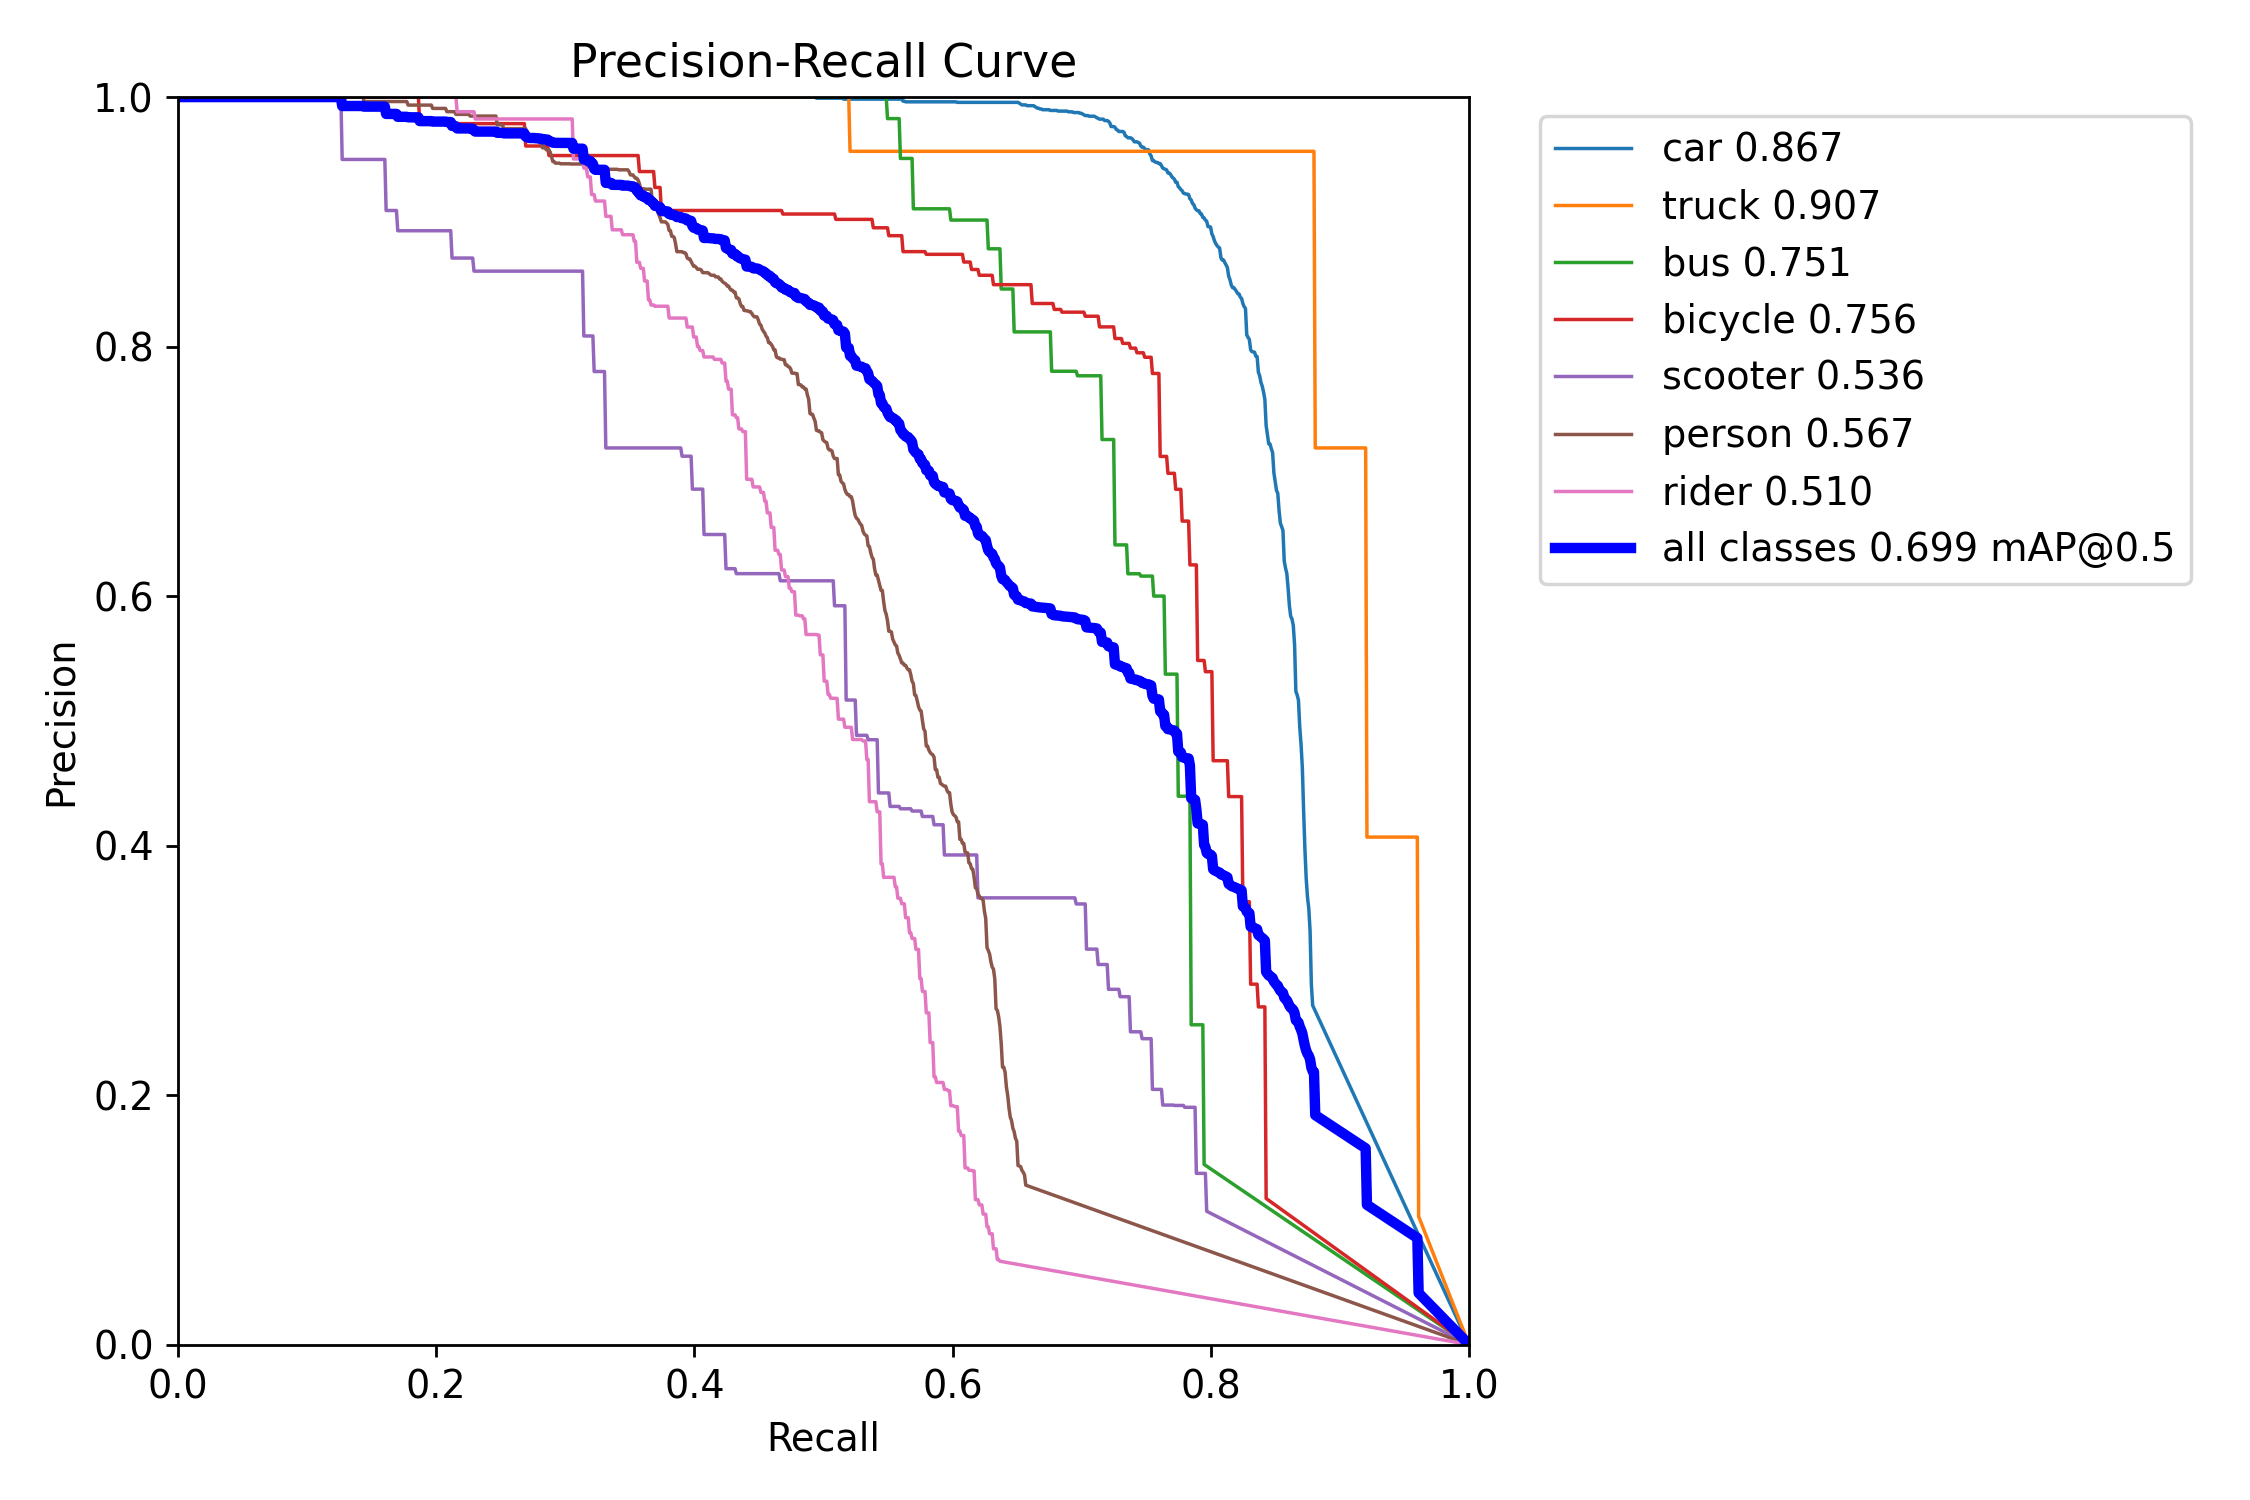 Precision-Recall Curve
1.0
0.8
0.6
0.4
0.2
0.0
Precision
0.0 0.2 0.4 0.6 0.8 1.0
Recall
car 0.867
truck 0.907
bus 0.751
bicycle 0.756
scooter 0.536
person 0.567
rider 0.510
all classes 0.699 mAP@0.5